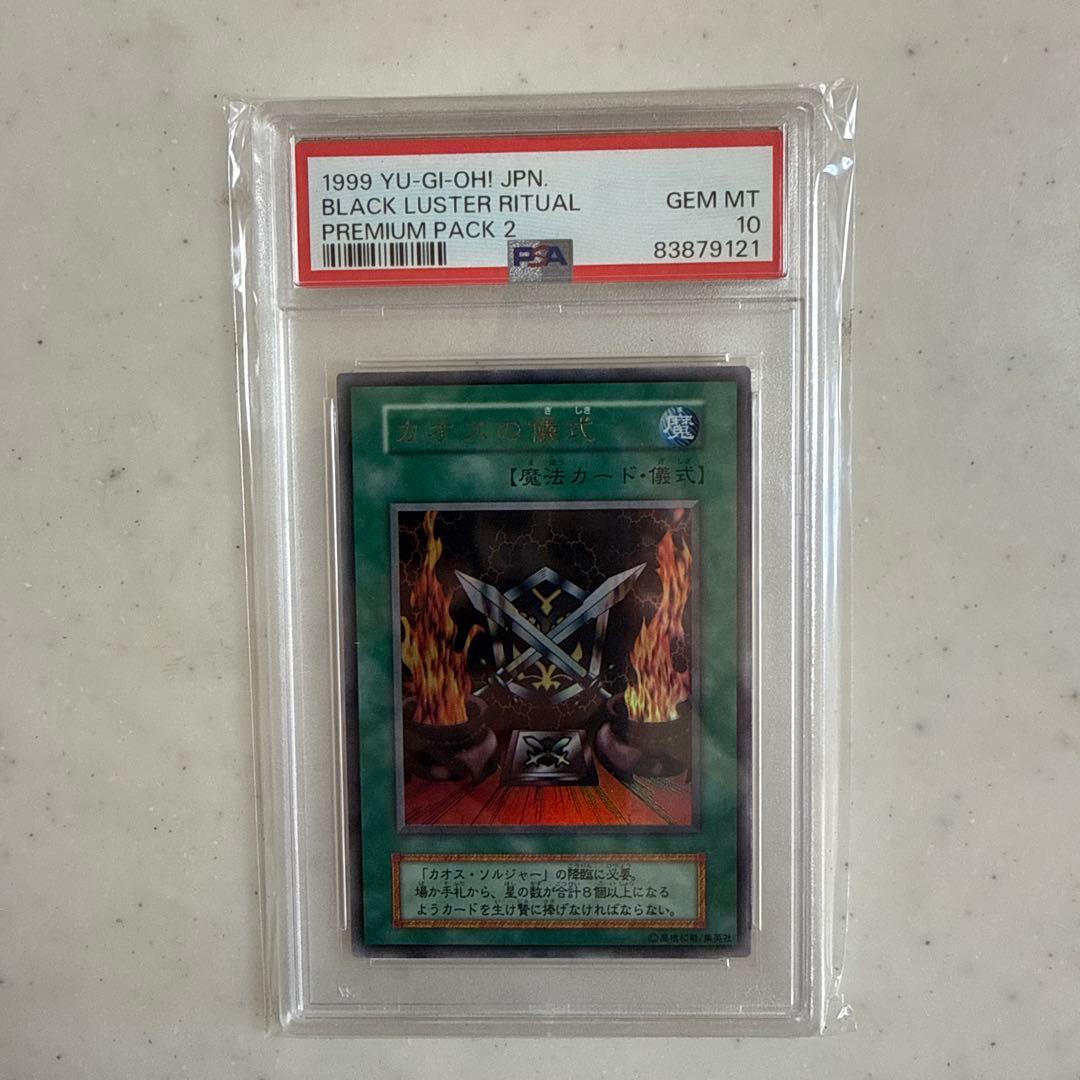 1999 YU-GI-OH! JPN.
BLACK LUSTER RITUAL
PREMIUM PACK 2
GEM MT
10
83879121
PSA
カオスの儀式
ぎ しき
魔
ま
【魔法カード・儀式】
「カオス・ソルジャー」の降臨に必要。
場か手札から、星の数が合計8個以上になる
ようカードを生け贄に捧げなければならない。
©高橋和希/集英社